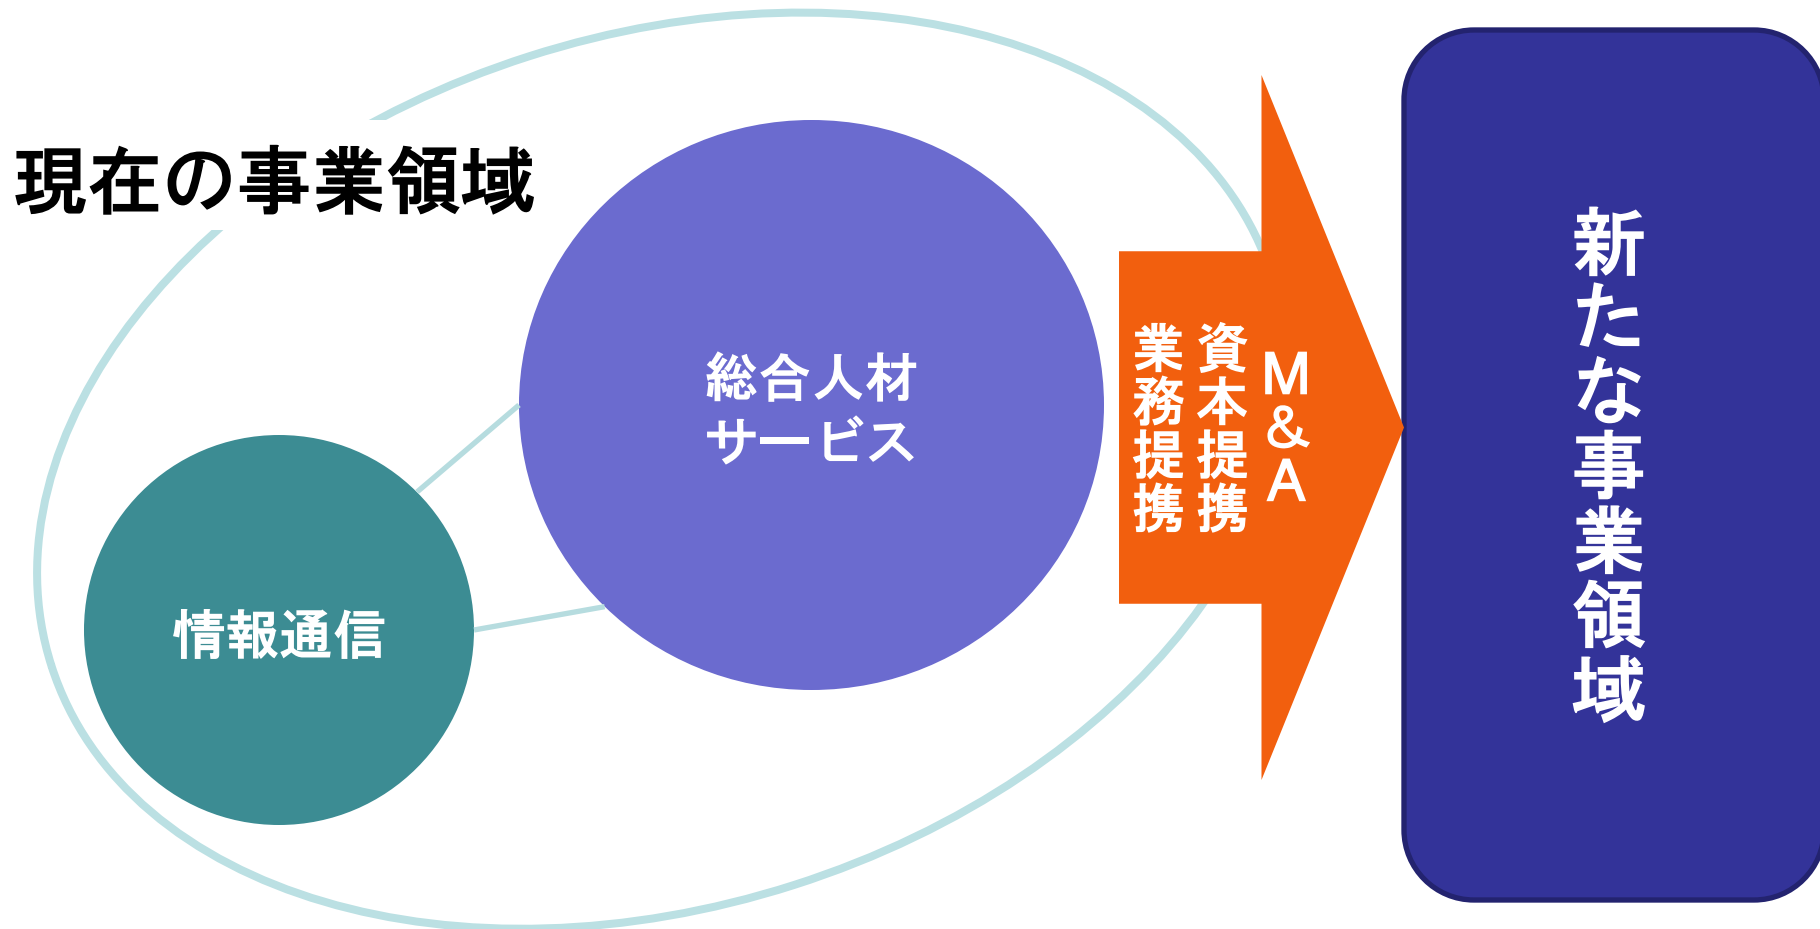 現在の事業領域
総合人材
サービス
情報通信
M&A
資本提携
業務提携
新たな事業領域